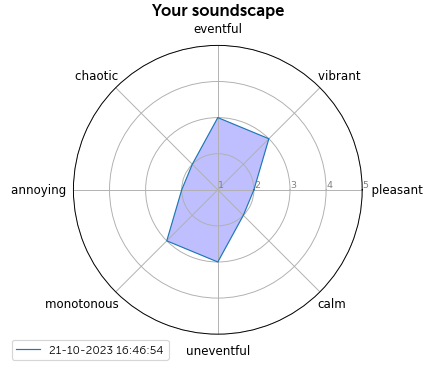 Your soundscape
eventful
chaotic
vibrant
annoying
1 2 3 4 5
pleasant
monotonous
calm
uneventful
21-10-2023 16:46:54